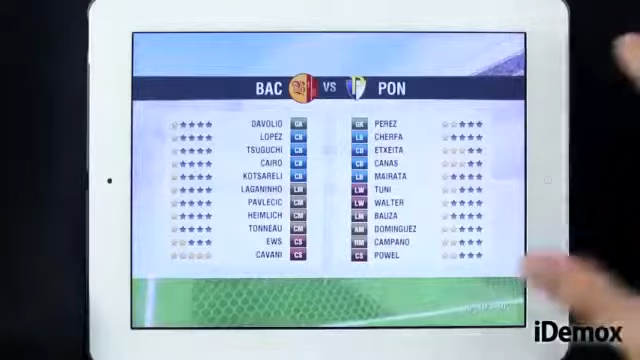 BAC VS PON
DAVOLIO GK GK PEREZ
LOPEZ CB LB CHERFA
TSUGUCHI CB CB ETXEITA
CAIRO CB CB CANAS
KOTSARELI CB LB MAIRATA
LAGANINHO LM LW TUNI
PAVLECIC CM LW WALTER
HEIMLICH CM LM BAUZA
TONNEAU CM AM DOMINGUEZ
EWS CS RM CAMPANO
CAVANI CS CS POWEL
iDemox